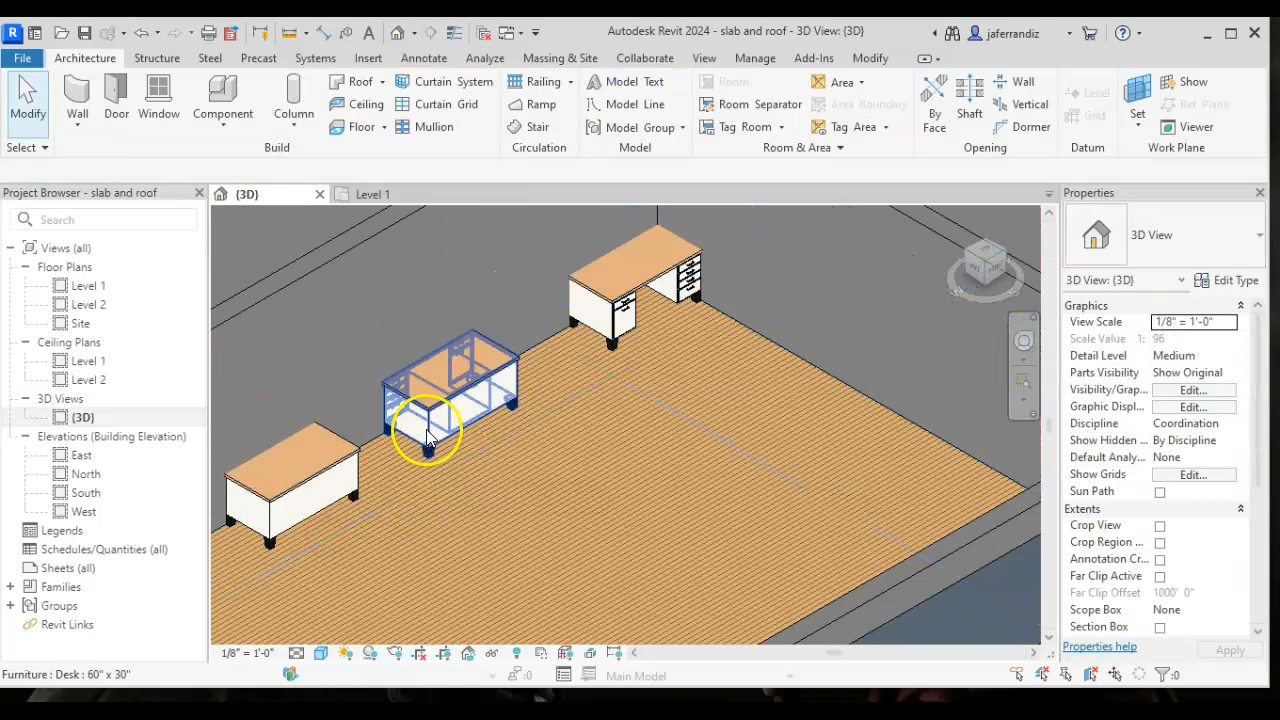 Autodesk Revit 2024 - slab and roof - 3D View: {3D}
jaferrandiz
File Architecture Structure Steel Precast Systems Insert Annotate Analyze Massing & Site Collaborate View Manage Add-Ins Modify
Modify
Wall
Door
Window
Component
Column
Roof
Ceiling
Floor
Curtain System
Curtain Grid
Mullion
Railing
Ramp
Stair
Model Text
Model Line
Model Group
Room
Room Separator
Tag Room
Area
Area Boundary
Tag Area
By
Face
Shaft
Wall
Vertical
Dormer
Level
Grid
Set
Show
Ref Plane
Viewer
Select Build Circulation Model Room & Area Opening Datum Work Plane
Project Browser - slab and roof
Search
Views (all)
Floor Plans
Level 1
Level 2
Site
Ceiling Plans
Level 1
Level 2
3D Views
{3D}
Elevations (Building Elevation)
East
North
South
West
Legends
Schedules/Quantities (all)
Sheets (all)
Families
Groups
Revit Links
{3D}
Level 1
Properties
3D View
3D View: {3D} Edit Type
Graphics
View Scale 1/8" = 1'-0"
Scale Value 1: 96
Detail Level Medium
Parts Visibility Show Original
Visibility/Grap... Edit...
Graphic Displ... Edit...
Discipline Coordination
Show Hidden ... By Discipline
Default Analy... None
Show Grids Edit...
Sun Path
Extents
Crop View
Crop Region ...
Annotation Cr...
Far Clip Active
Far Clip Offset 1000' 0"
Scope Box None
Section Box
Properties help Apply
1/8" = 1'-0"
Furniture : Desk : 60" x 30"
:0
Main Model
:0